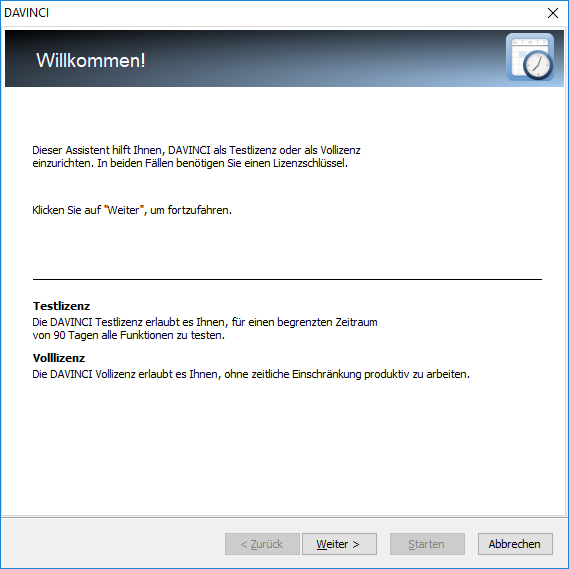 DAVINCI
Willkommen!
Dieser Assistent hilft Ihnen, DAVINCI als Testlizenz oder als Vollizenz
einzurichten. In beiden Fällen benötigen Sie einen Lizenzschlüssel.
Klicken Sie auf "Weiter", um fortzufahren.
Testlizenz
Die DAVINCI Testlizenz erlaubt es Ihnen, für einen begrenzten Zeitraum
von 90 Tagen alle Funktionen zu testen.
Volllizenz
Die DAVINCI Vollizenz erlaubt es Ihnen, ohne zeitliche Einschränkung produktiv zu arbeiten.
< Zurück Weiter > Starten Abbrechen